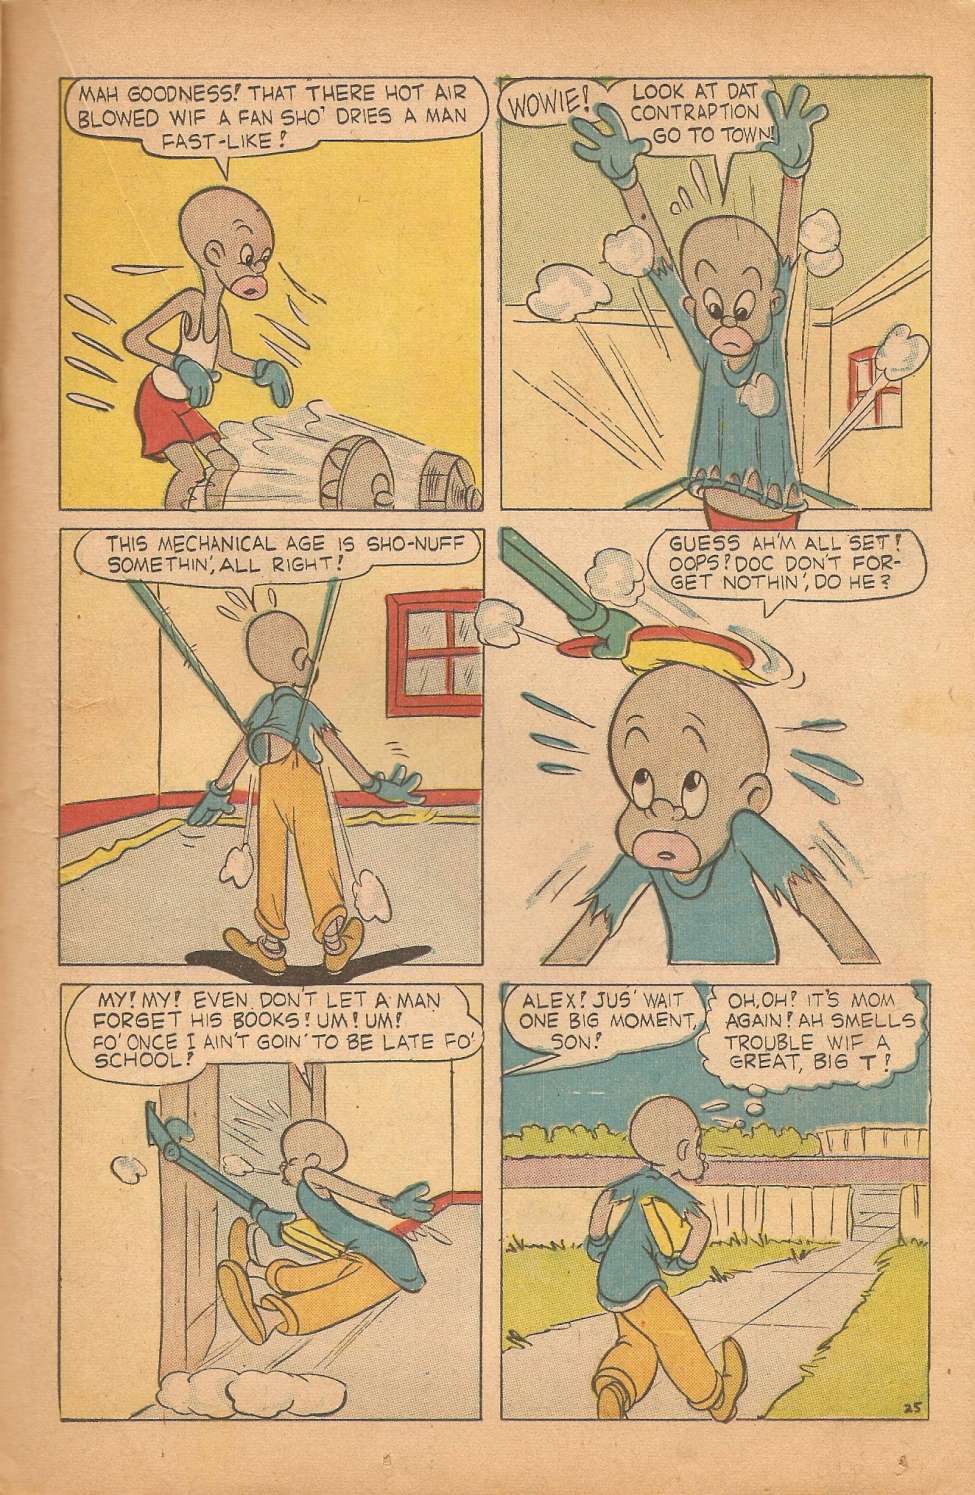 MAH GOODNESS! THAT THERE HOT AIR
BLOWED WIF A FAN SHO' DRIES A MAN
FAST-LIKE!
WOWIE!
LOOK AT DAT
CONTRAPTION
GO TO TOWN!
THIS MECHANICAL AGE IS SHO-NUFF
SOMETHIN', ALL RIGHT!
GUESS AH'M ALL SET!
OOPS! DOC DON'T FOR-
GET NOTHIN', DO HE?
MY! MY! EVEN DON'T LET A MAN
FORGET HIS BOOKS! UM! UM!
FO' ONCE I AIN'T GOIN' TO BE LATE FO'
SCHOOL!
ALEX! JUS' WAIT
ONE BIG MOMENT,
SON!
OH, OH! IT'S MOM
AGAIN! AH SMELLS
TROUBLE WIF A
GREAT, BIG T!
25